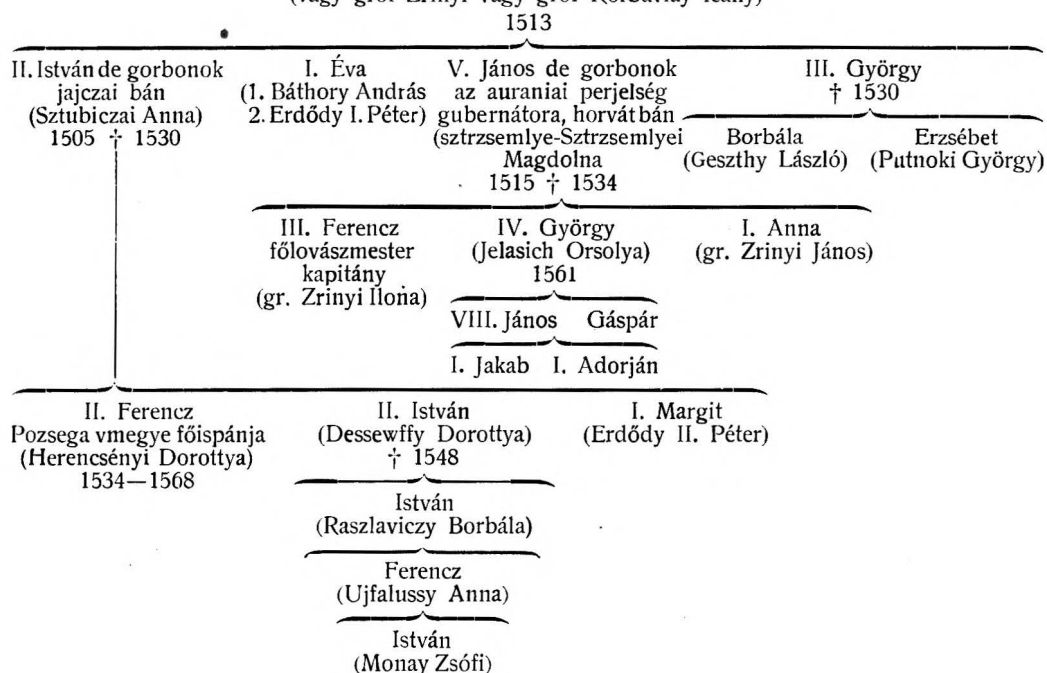 1513
II. István de gorbonok
jajczai bán
(Sztubiczai Anna)
1505 † 1530
I. Éva
(1. Báthory András
2. Erdődy I. Péter)
V. János de gorbonok
az auraniai perjelség
gubernátora, horvát bán
(sztrzsemlye-Sztrzsemlyei
Magdolna
1515 † 1534
III. György
† 1530
Borbála
(Geszthy László)
Erzsébet
(Putnoki György)
III. Ferencz
főlovászmester
kapitány
(gr. Zrinyi Ilona)
IV. György
(Jelasich Orsolya)
1561
I. Anna
(gr. Zrinyi János)
VIII. János Gáspár
I. Jakab I. Adorján
II. Ferencz
Pozsega vmegye főispánja
(Herencsényi Dorottya)
1534—1568
II. István
(Dessewffy Dorottya)
† 1548
I. Margit
(Erdődy II. Péter)
István
(Raszlaviczy Borbála)
Ferencz
(Ujfalussy Anna)
István
(Monay Zsófi)